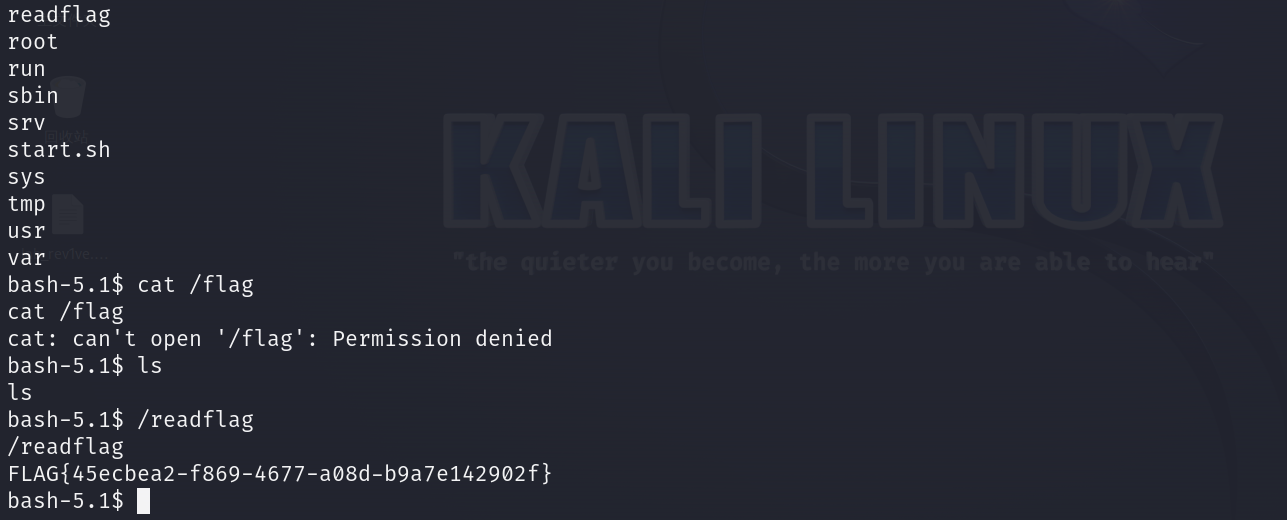 readflag
root
run
sbin
srv
start.sh
sys
tmp
usr
var
bash-5.1$ cat /flag
cat /flag
cat: can't open '/flag': Permission denied
bash-5.1$ ls
ls
bash-5.1$ /readflag
/readflag
FLAG{45ecbea2-f869-4677-a08d-b9a7e142902f}
bash-5.1$
KALI LINUX
"the quieter you become, the more you are able to hear"